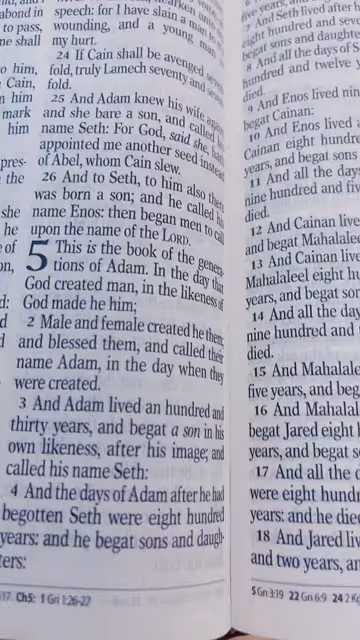 speech: for I have slain a man to
wounding, and a young man to
my hurt.
24 If Cain shall be avenged seven
fold, truly Lamech seventy and seven
fold.
25 And Adam knew his wife again
and she bare a son, and called his
name Seth: For God, said she, hath
appointed me another seed instead
of Abel, whom Cain slew.
26 And to Seth, to him also there
was born a son; and he called his
name Enos: then began men to call
upon the name of the LORD.
5 This is the book of the genera-
tions of Adam. In the day that
God created man, in the likeness of
God made he him;
2 Male and female created he them;
and blessed them, and called their
name Adam, in the day when they
were created.
3 And Adam lived an hundred and
thirty years, and begat a son in his
own likeness, after his image; and
called his name Seth:
4 And the days of Adam after he had
begotten Seth were eight hundred
years: and he begat sons and daugh-
ters:
Ch5: 1 Gn 1:26-27
7 And Seth lived after he
eight hundred and seve
begat sons and daughte
8 And all the days of S
hundred and twelve y
died.
9 And Enos lived nin
begat Cainan:
10 And Enos lived a
Cainan eight hundre
years, and begat sons
11 And all the days
nine hundred and five
died.
12 And Cainan live
and begat Mahalalee
13 And Cainan live
Mahalaleel eight hu
years, and begat son
14 And all the day
nine hundred and
died.
15 And Mahalale
five years, and beg
16 And Mahalal
begat Jared eight h
years, and begat s
17 And all the d
were eight hund
years: and he die
18 And Jared liv
and two years, an
5 Gn 3:19 22 Gn 6:9 24 2 K